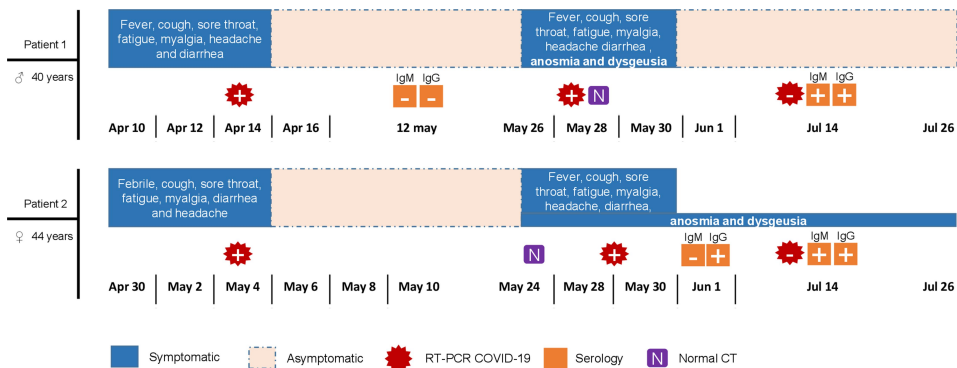 Fever, cough, sore throat,
fatigue, myalgia, headache
and diarrhea
Fever, cough, sore
throat, fatigue, myalgia,
headache diarrhea ,
anosmia and dysgeusia
Patient 1
♂ 40 years
IgM IgG
IgM IgG
+ - - + N - + +
Apr 10 Apr 12 Apr 14 Apr 16 12 may May 26 May 28 May 30 Jun 1 Jul 14 Jul 26
Febrile, cough, sore throat,
fatigue, myalgia, diarrhea
and headache
Fever, cough, sore
throat, fatigue, myalgia,
headache, diarrhea,
anosmia and dysgeusia
Patient 2
♀ 44 years
IgM IgG
IgM IgG
+ N + - + - + +
Apr 30 May 2 May 4 May 6 May 8 May 10 May 24 May 28 May 30 Jun 1 Jul 14 Jul 26
Symptomatic Asymptomatic RT-PCR COVID-19 Serology N Normal CT